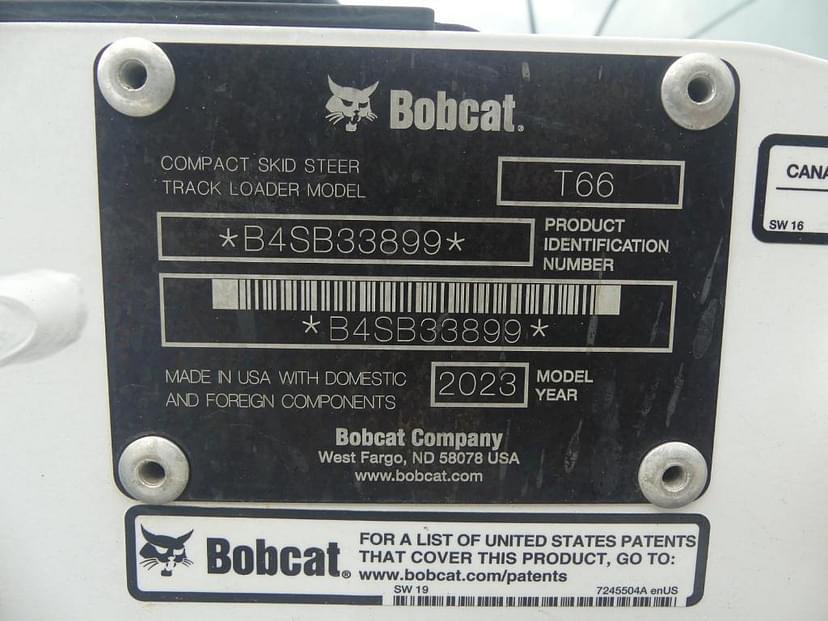 Bobcat.
COMPACT SKID STEER
TRACK LOADER MODEL
T66
*B4SB33899*
PRODUCT
IDENTIFICATION
NUMBER
*B4SB33899*
MADE IN USA WITH DOMESTIC
AND FOREIGN COMPONENTS
2023
MODEL
YEAR
Bobcat Company
West Fargo, ND 58078 USA
www.bobcat.com
CANA
SW 16
Bobcat.
FOR A LIST OF UNITED STATES PATENTS
THAT COVER THIS PRODUCT, GO TO:
www.bobcat.com/patents
SW 19
7245504A enUS